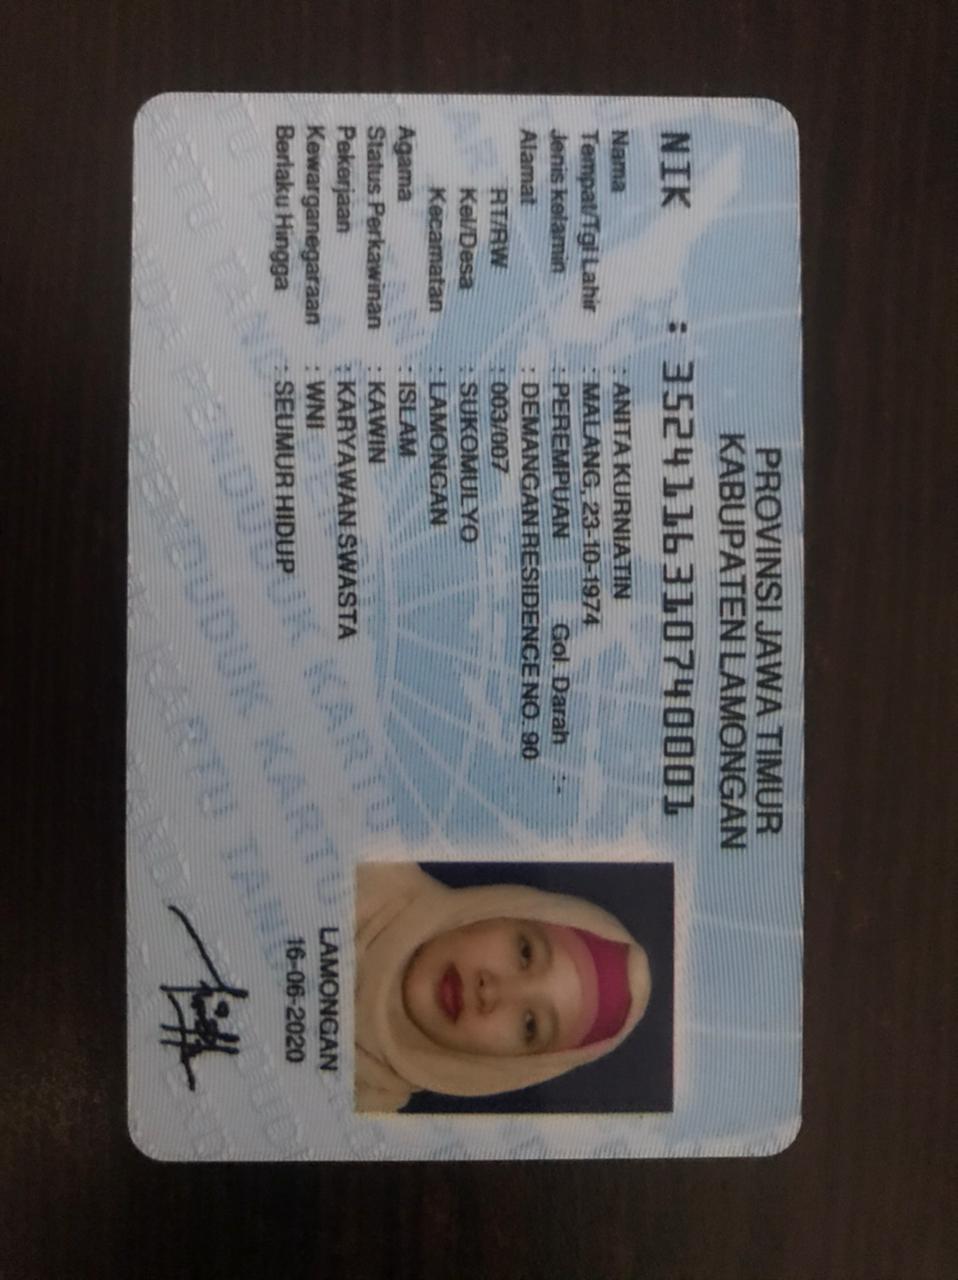 PROVINSI JAWA TIMUR
KABUPATEN LAMONGAN
NIK : 3524116310740001
Nama : ANITA KURNIATIN
Tempat/Tgl Lahir : MALANG, 23-10-1974
Jenis kelamin : PEREMPUAN Gol. Darah : -
Alamat : DEMANGAN RESIDENCE NO. 90
RT/RW : 003/007
Kel/Desa : SUKOMULYO
Kecamatan : LAMONGAN
Agama : ISLAM
Status Perkawinan : KAWIN
Pekerjaan : KARYAWAN SWASTA
Kewarganegaraan : WNI
Berlaku Hingga : SEUMUR HIDUP
LAMONGAN
16-06-2020